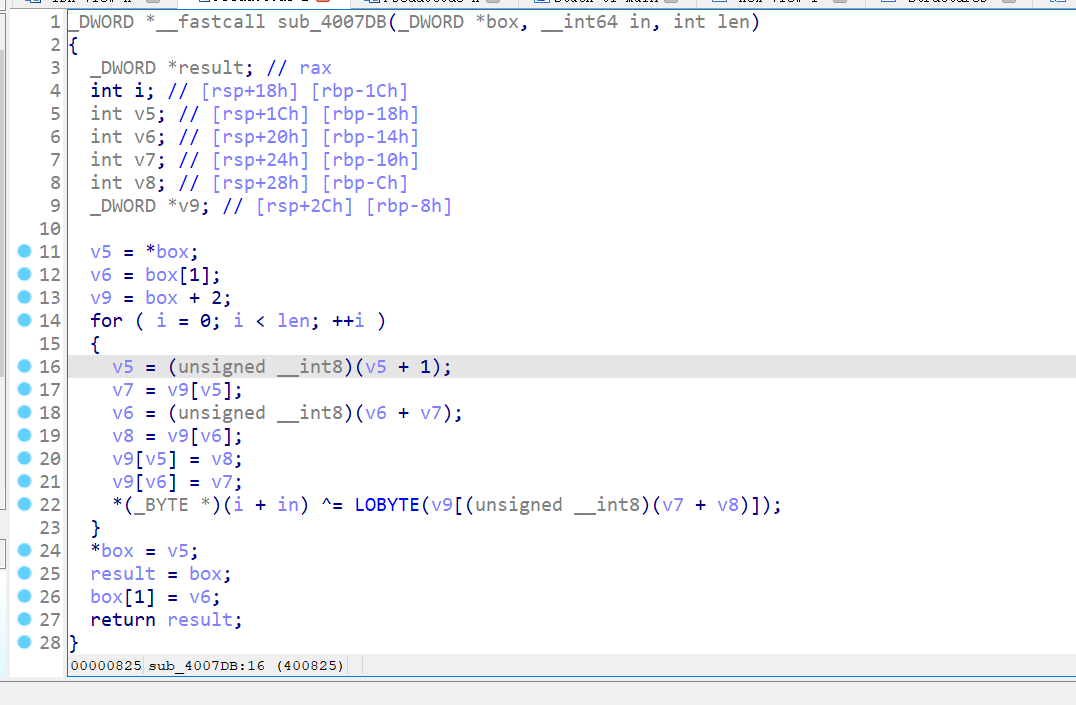 1 _DWORD *__fastcall sub_4007DB(_DWORD *box, __int64 in, int len)
2 {
3 _DWORD *result; // rax
4 int i; // [rsp+18h] [rbp-1Ch]
5 int v5; // [rsp+1Ch] [rbp-18h]
6 int v6; // [rsp+20h] [rbp-14h]
7 int v7; // [rsp+24h] [rbp-10h]
8 int v8; // [rsp+28h] [rbp-Ch]
9 _DWORD *v9; // [rsp+2Ch] [rbp-8h]
10
11 v5 = *box;
12 v6 = box[1];
13 v9 = box + 2;
14 for ( i = 0; i < len; ++i )
15 {
16 v5 = (unsigned __int8)(v5 + 1);
17 v7 = v9[v5];
18 v6 = (unsigned __int8)(v6 + v7);
19 v8 = v9[v6];
20 v9[v5] = v8;
21 v9[v6] = v7;
22 *(_BYTE *)(i + in) ^= LOBYTE(v9[(unsigned __int8)(v7 + v8)]);
23 }
24 *box = v5;
25 result = box;
26 box[1] = v6;
27 return result;
28 }
00000825 sub_4007DB:16 (400825)